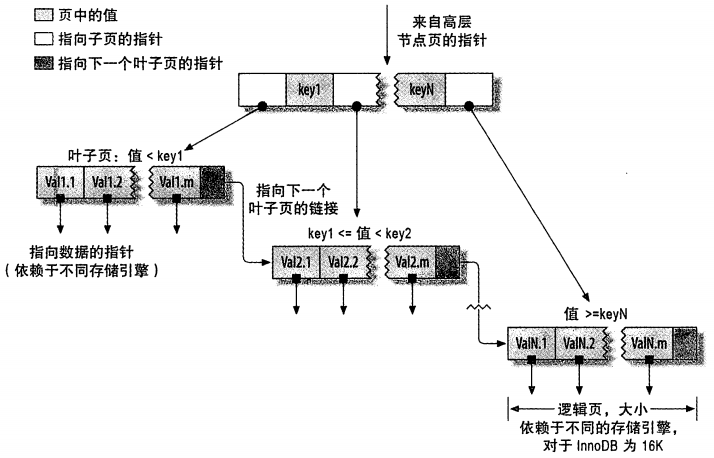 页中的值
指向子页的指针
指向下一个叶子页的指针
来自高层
节点页的指针
key1
keyN
叶子页：值 < key1
Val1.1
Val1.2
Val1.m
指向下一个
叶子页的链接
指向数据的指针
（依赖于不同存储引擎）
key1 <= 值 < key2
Val2.1
Val2.2
Val2.m
值 >=keyN
ValN.1
ValN.2
ValN.m
逻辑页，大小
依赖于不同的存储引擎，
对于 InnoDB 为 16K